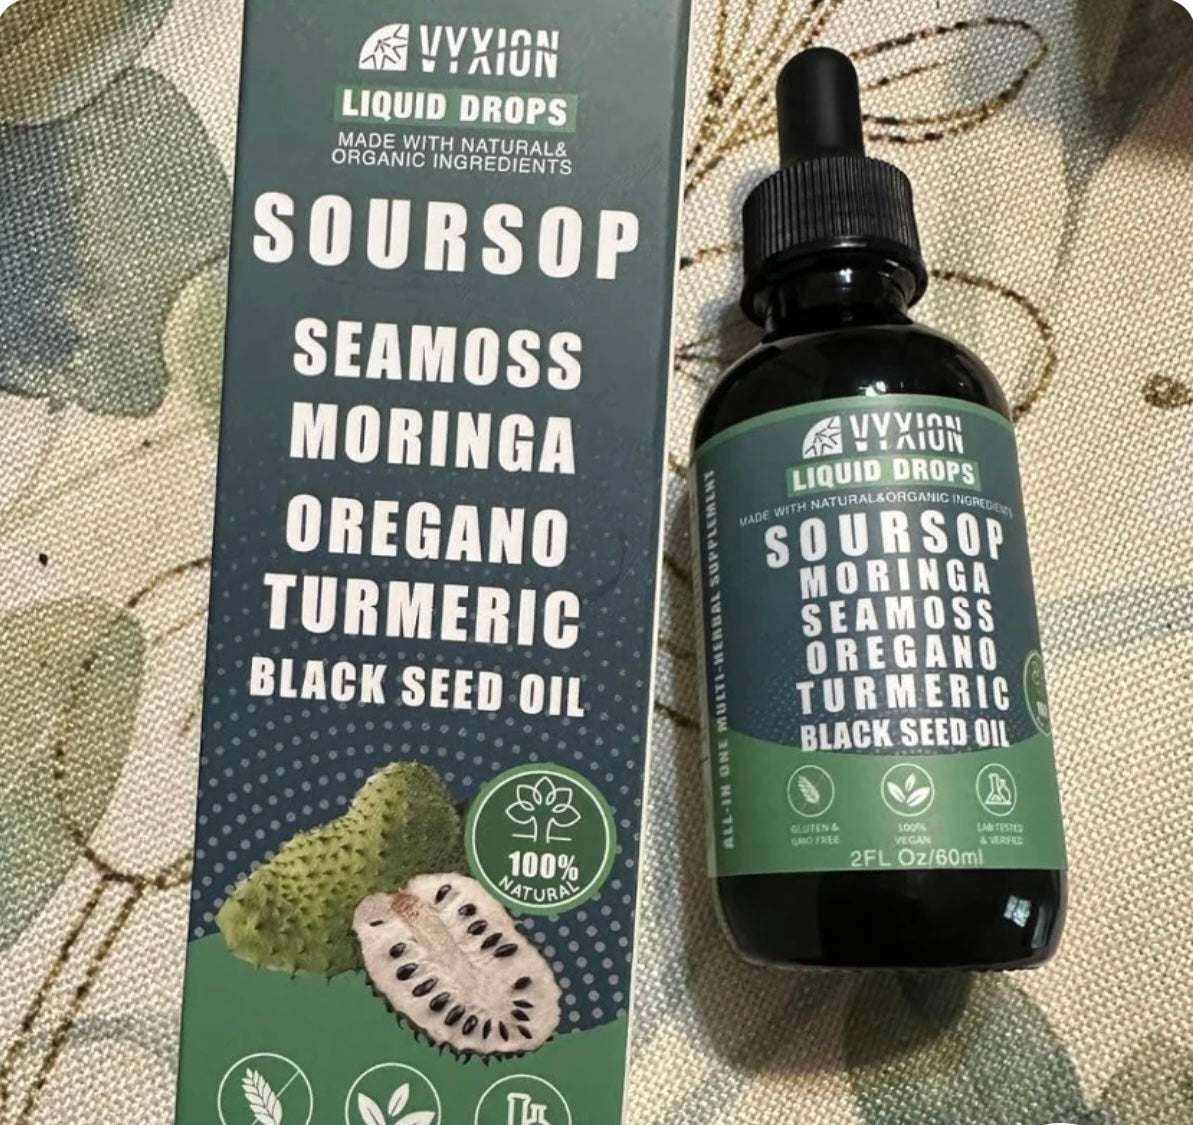 VYXION
LIQUID DROPS
MADE WITH NATURAL&
ORGANIC INGREDIENTS
SOURSOP
SEAMOSS
MORINGA
OREGANO
TURMERIC
BLACK SEED OIL
100%
NATURAL
VYXION
LIQUID DROPS
MADE WITH NATURAL&ORGANIC INGREDIENTS
SOURSOP
MORINGA
SEAMOSS
OREGANO
TURMERIC
BLACK SEED OIL
ALL-IN ONE MULTI-HERBAL SUPPLEMENT
GLUTEN &
GMO FREE
100%
VEGAN
LAB TESTED
& VERIFIED
2FL Oz/60ml